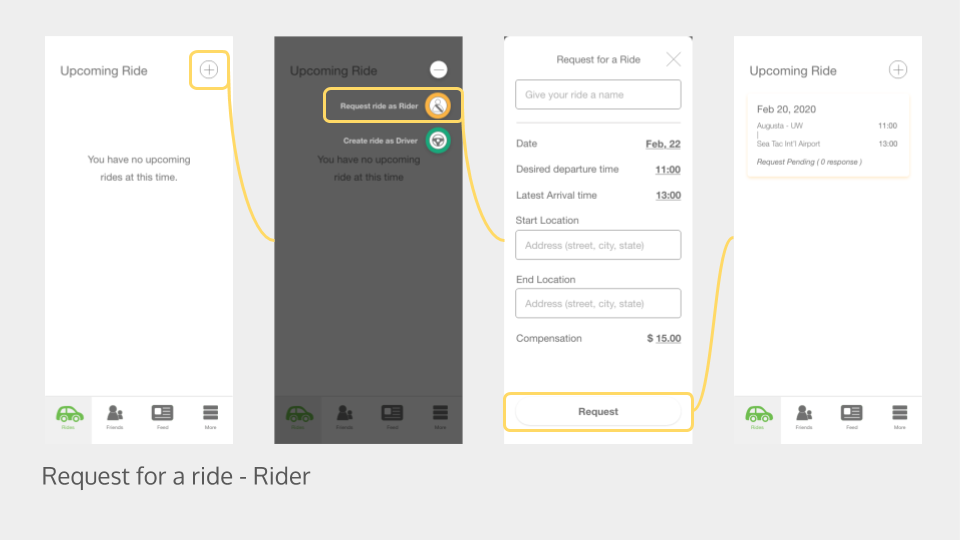 Upcoming Ride
You have no upcoming
rides at this time.
Rides
Friends
Feed
More
Upcoming Ride
Request ride as Rider
Create ride as Driver
You have no upcoming
ride at this time
Rides
Friends
Feed
More
Request for a Ride
Give your ride a name
Date Feb, 22
Desired departure time 11:00
Latest Arrival time 13:00
Start Location
Address (street, city, state)
End Location
Address (street, city, state)
Compensation $ 15.00
Request
Upcoming Ride
Feb 20, 2020
Augusta - UW 11:00
Sea Tac Int'l Airport 13:00
Request Pending ( 0 response )
Rides
Friends
Feed
More
Request for a ride - Rider